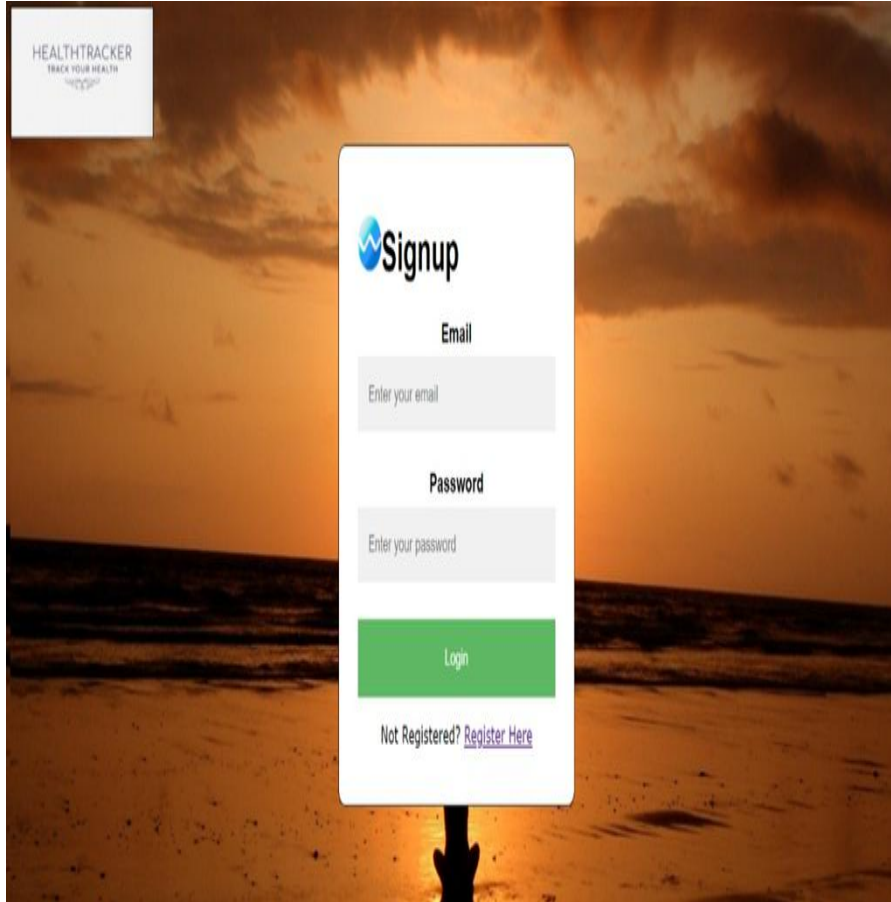 HEALTHTRACKER
TRACK YOUR HEALTH
Signup
Email
Enter your email
Password
Enter your password
Login
Not Registered? Register Here